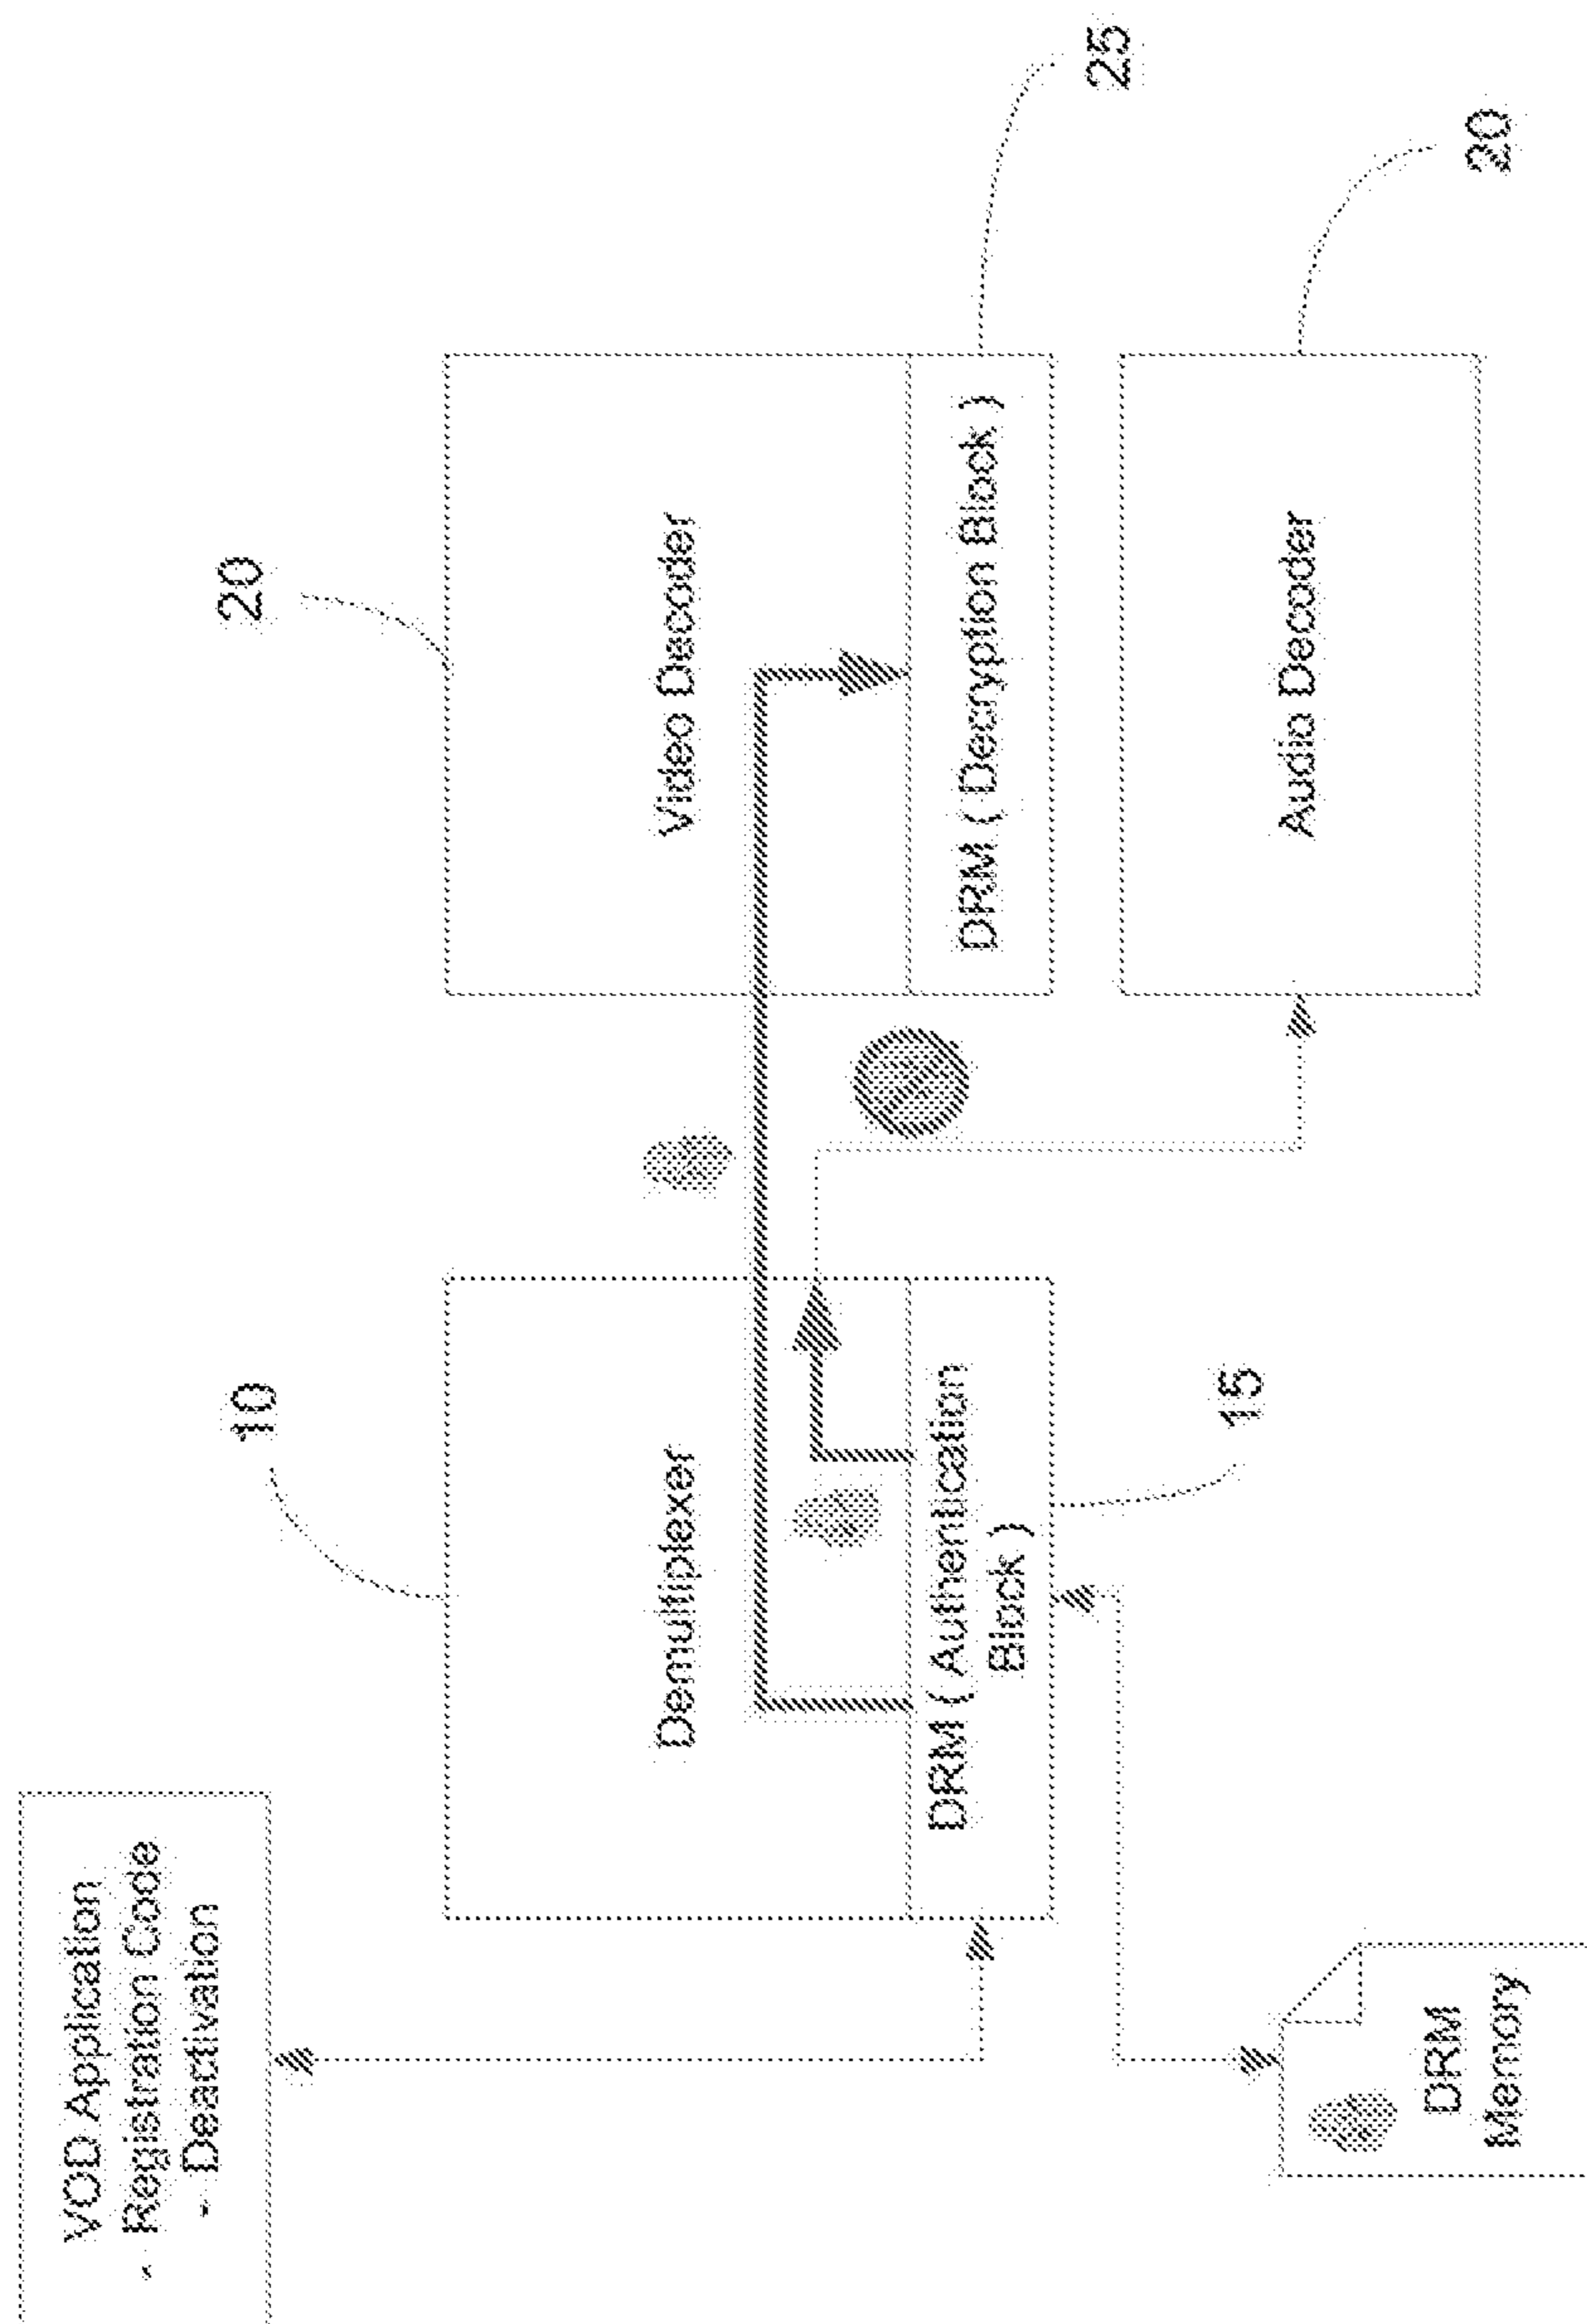 VOD Application
- Registration Code
- Deactivation
10
Demultiplexer
DRM ( Authentication
Block )
15
20
Video Decoder
DRM ( Decryption Block )
25
Audio Decoder
20
DRM
Memory